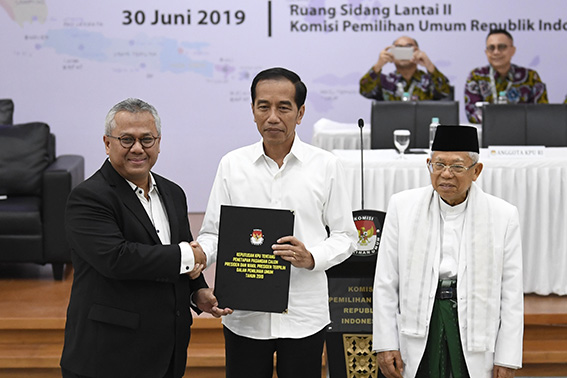 30 Juni 2019
Ruang Sidang Lantai II
Komisi Pemilihan Umum Republik Indo
ANGGOTA KPU RI
KEPUTUSAN KPU TENTANG
PENETAPAN PASANGAN CALON
PRESIDEN DAN WAKIL PRESIDEN TERPILIH
DALAM PEMILIHAN UMUM
TAHUN 2019
KOMISI
PEMILIHAN UMUM
REPUBLIK
INDONESIA